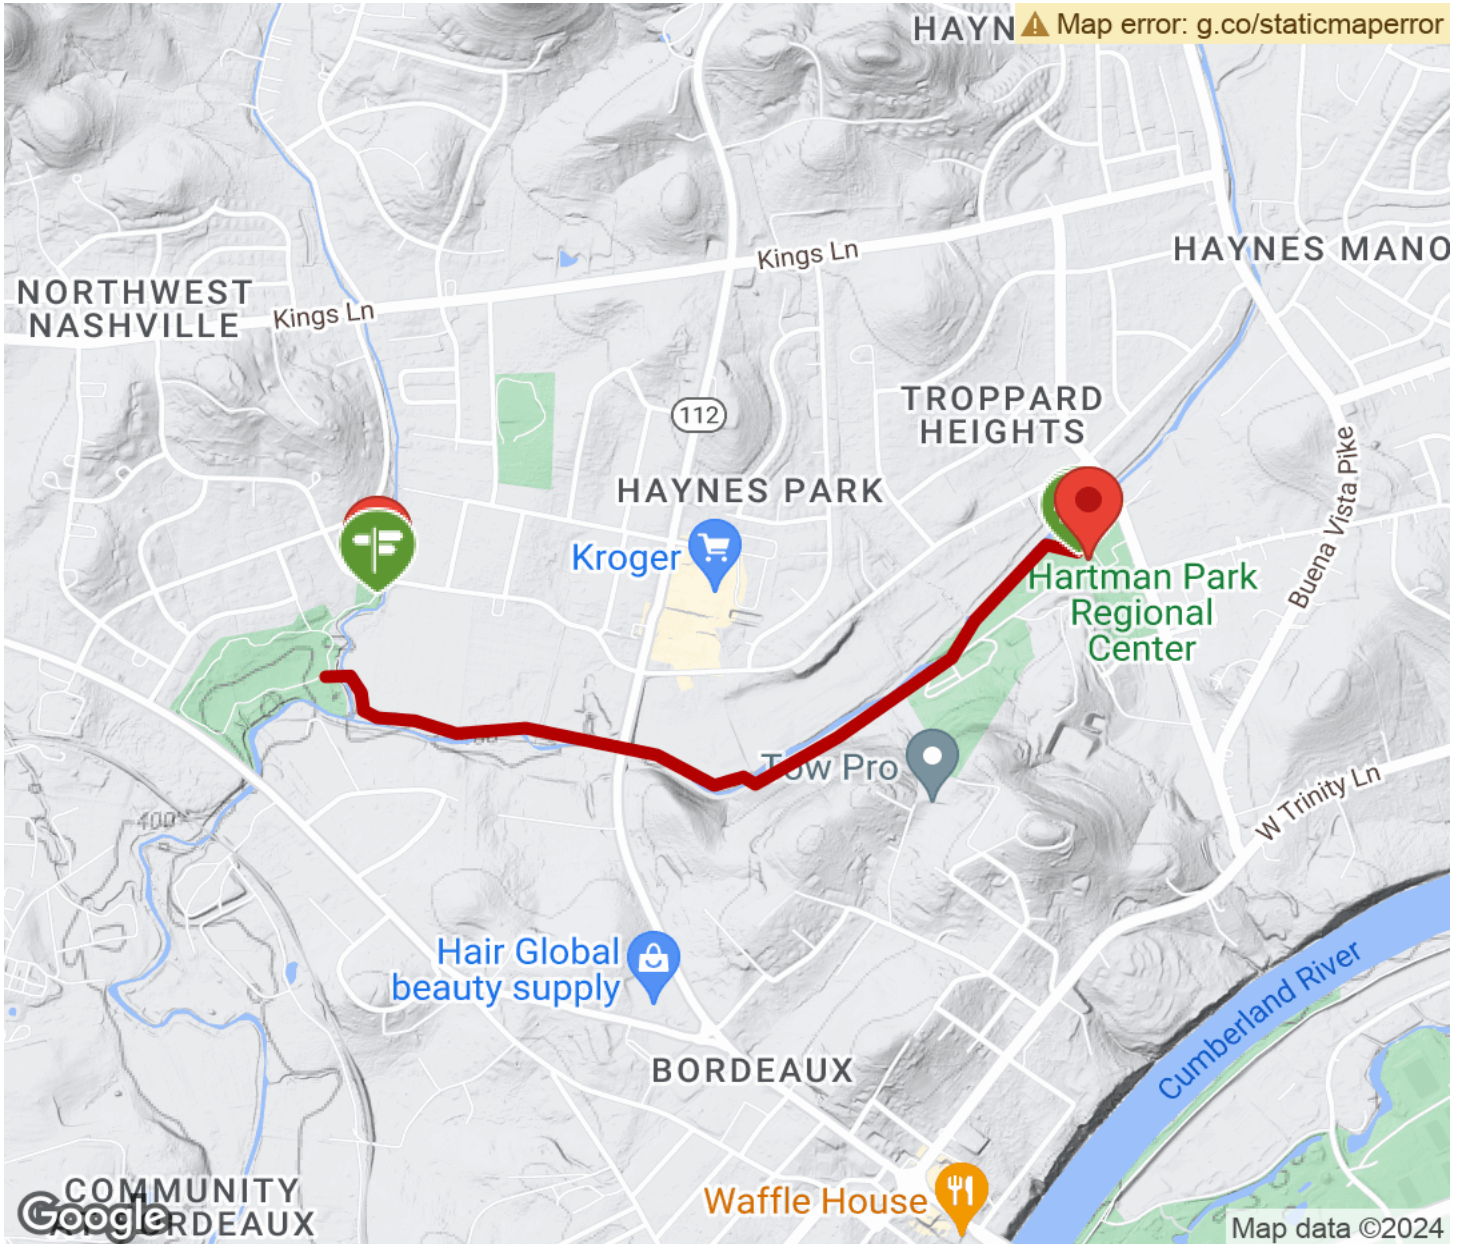 HAYN
Map error: g.co/staticmaperror
Kings Ln
HAYNES MANO
NORTHWEST
NASHVILLE
Kings Ln
TROPPARD
HEIGHTS
112
HAYNES PARK
Buena Vista Pike
Kroger
Hartman Park
Regional
Center
Tow Pro
W Trinity Ln
400
Hair Global
beauty supply
Cumberland River
BORDEAUX
COMMUNITY
Google
RDEAUX
Waffle House
Map data ©2024